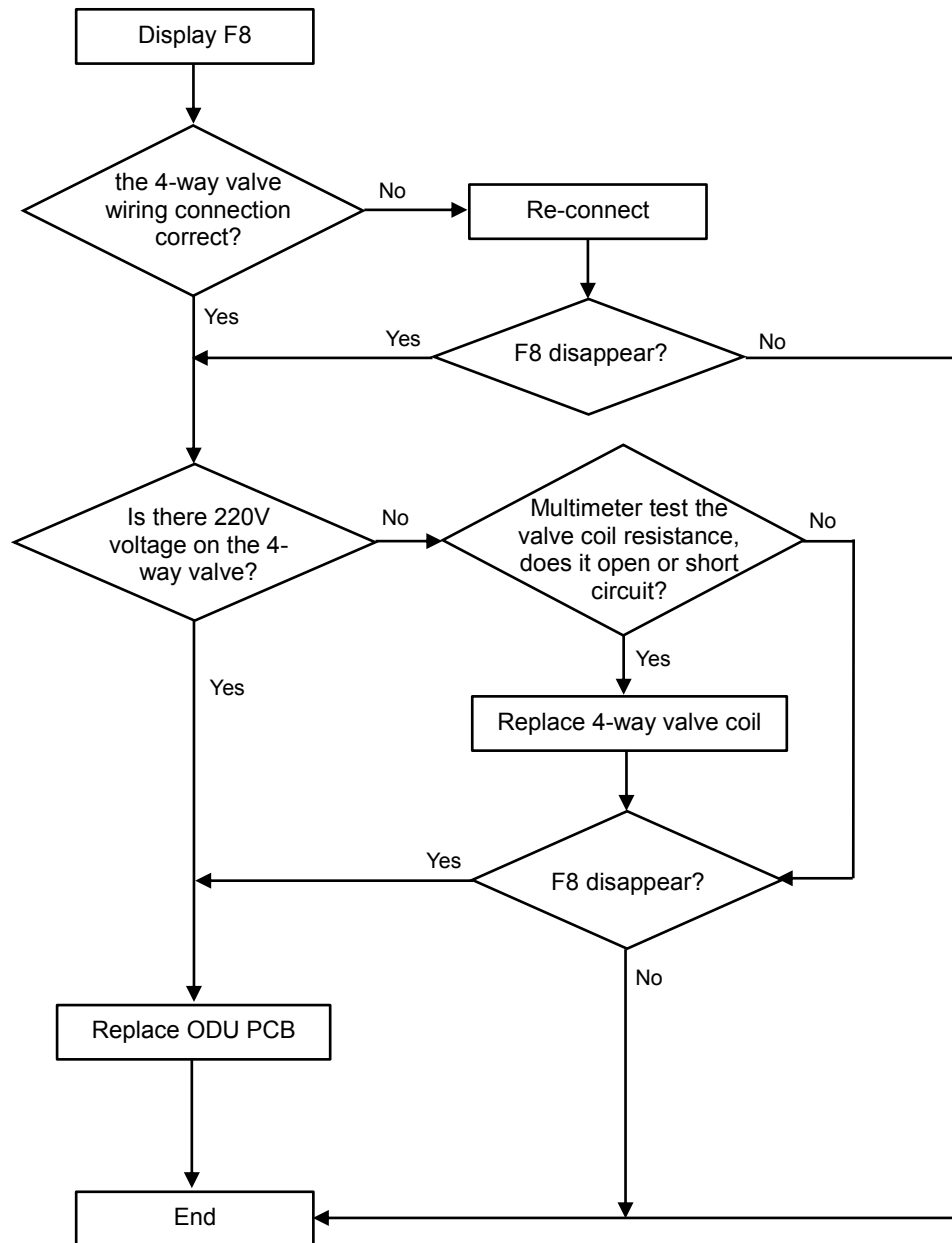 Display F8
the 4-way valve
wiring connection
correct?
No
Re-connect
Yes
Yes
F8 disappear?
No
Is there 220V
voltage on the 4-
way valve?
No
Multimeter test the
valve coil resistance,
does it open or short
circuit?
No
Yes
Yes
Replace 4-way valve coil
Yes
F8 disappear?
No
Replace ODU PCB
End